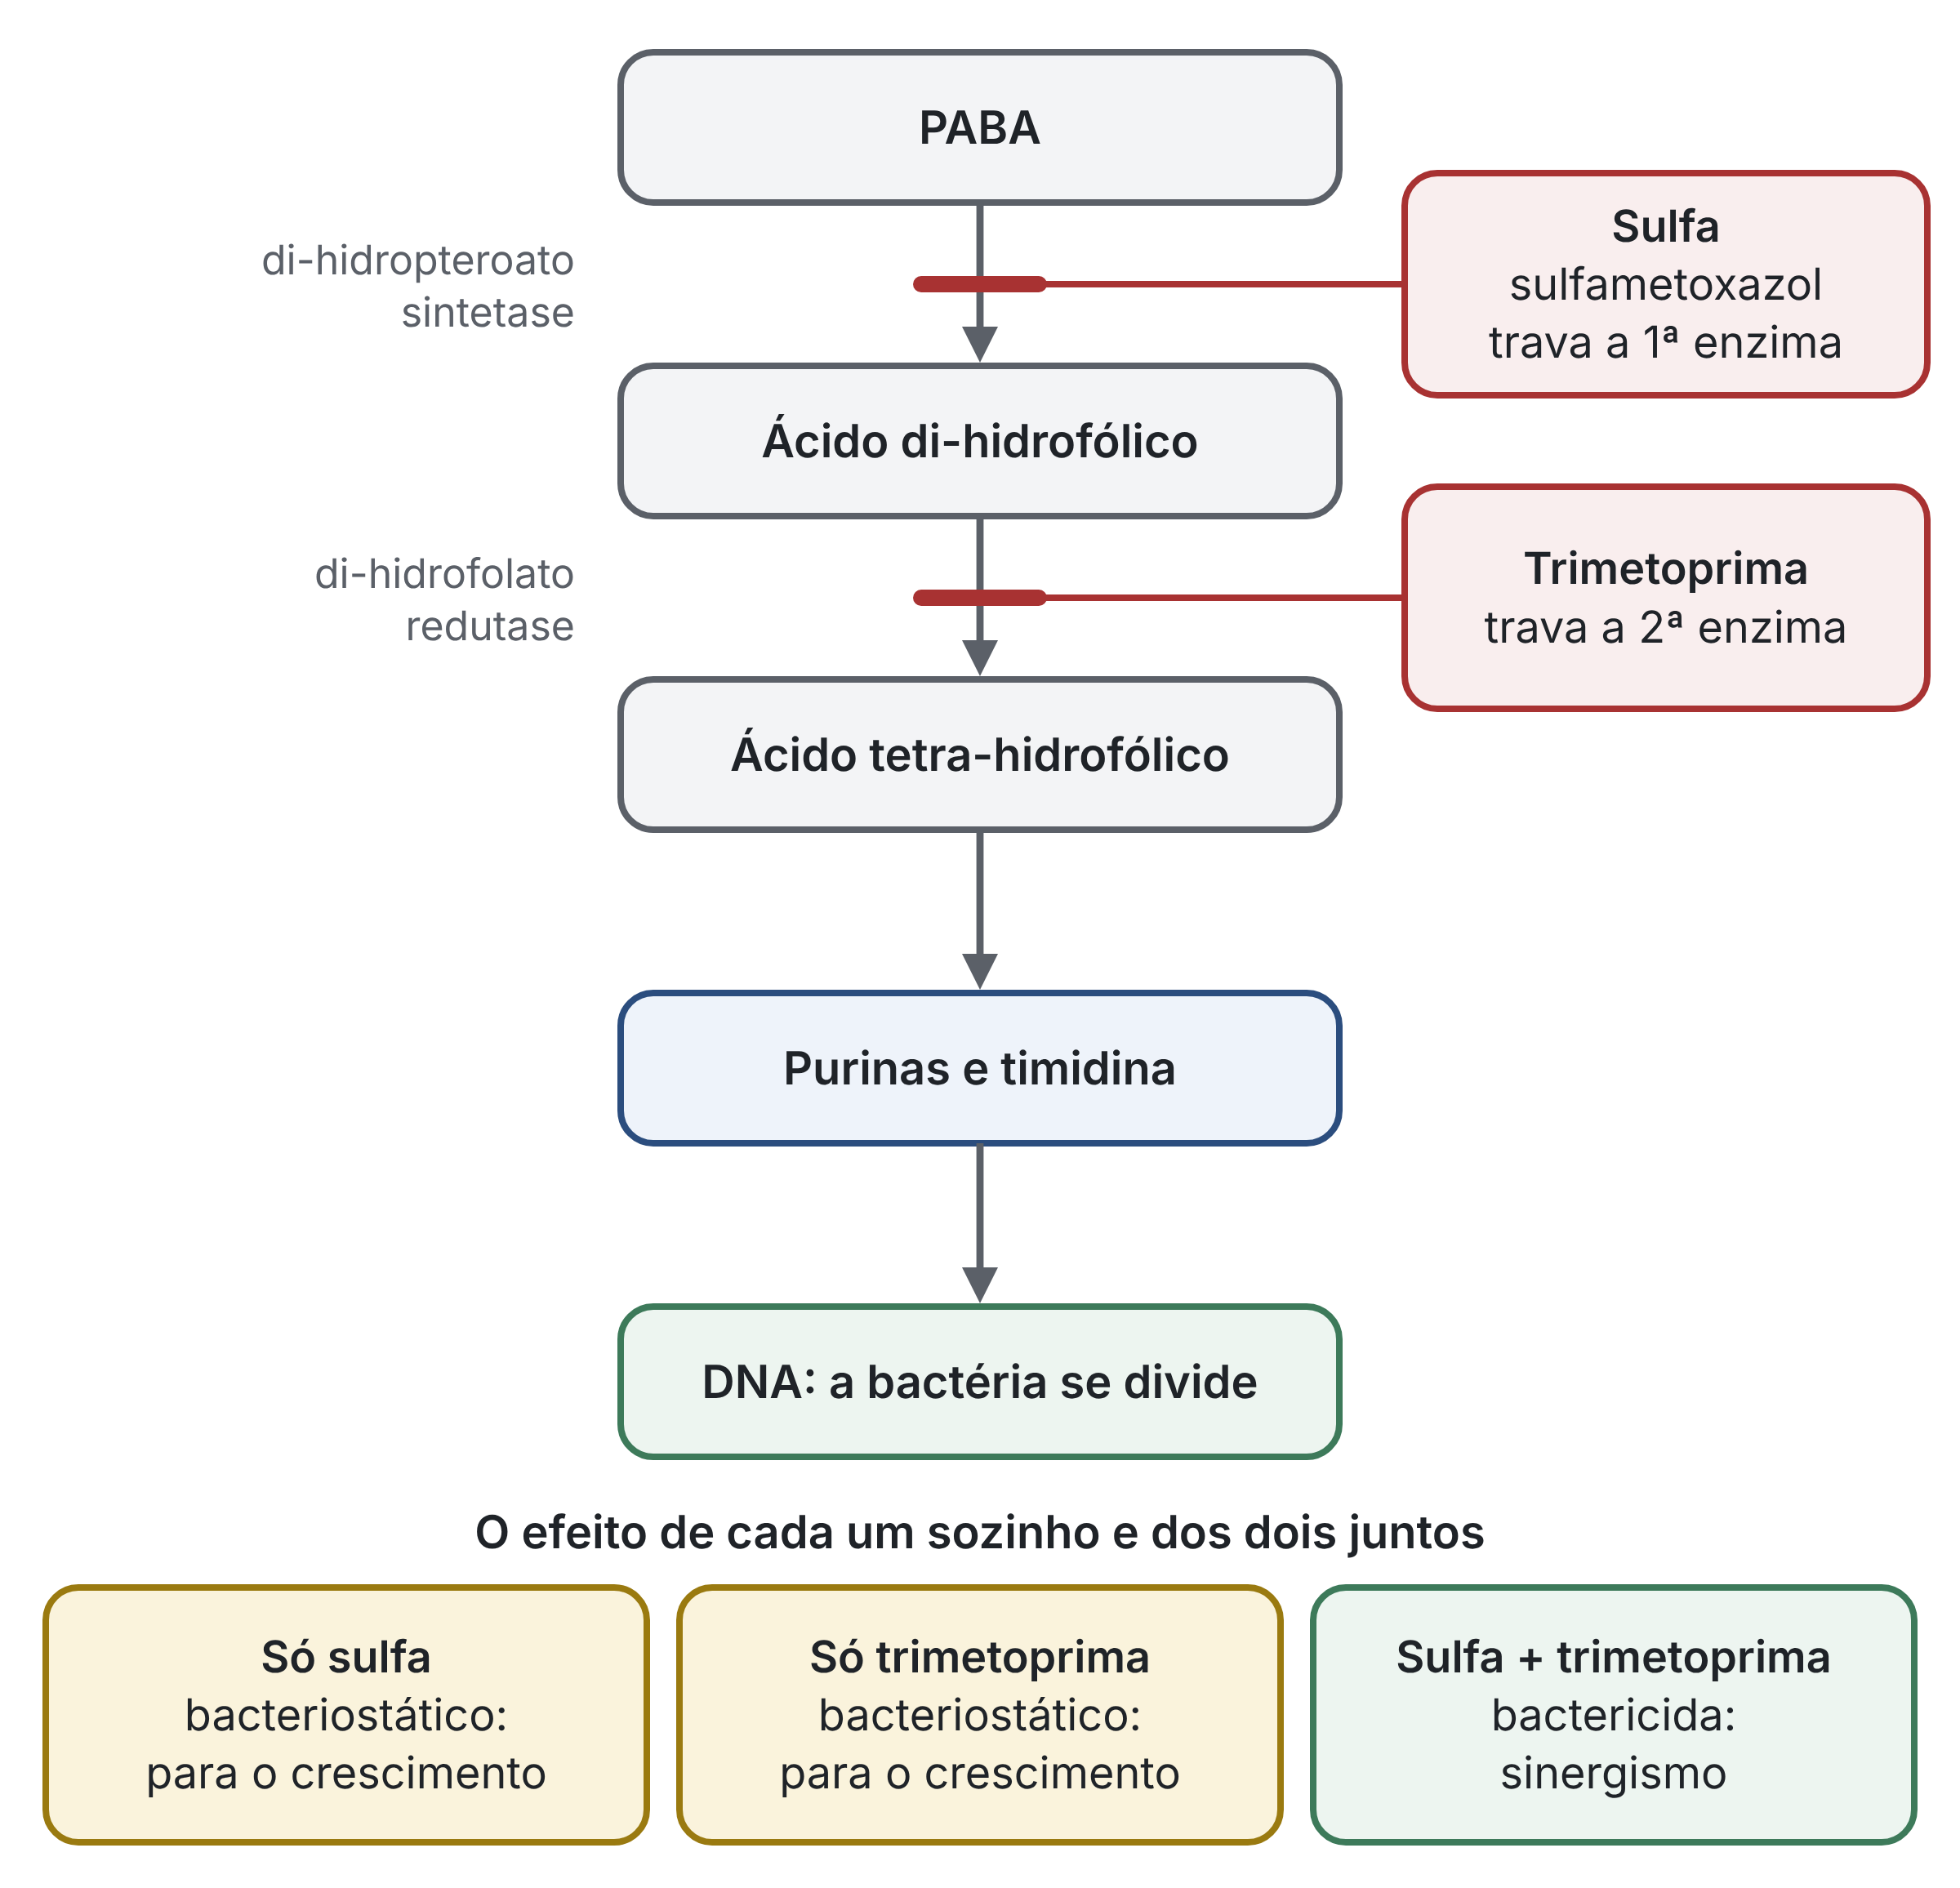 PABA
di-hidropteroato
sintetase
Sulfa
sulfametoxazol
trava a 1ª enzima
Ácido di-hidrofólico
di-hidrofolato
redutase
Trimetoprima
trava a 2ª enzima
Ácido tetra-hidrofólico
Purinas e timidina
DNA: a bactéria se divide
O efeito de cada um sozinho e dos dois juntos
Só sulfa
bacteriostático:
para o crescimento
Só trimetoprima
bacteriostático:
para o crescimento
Sulfa + trimetoprima
bactericida:
sinergismo